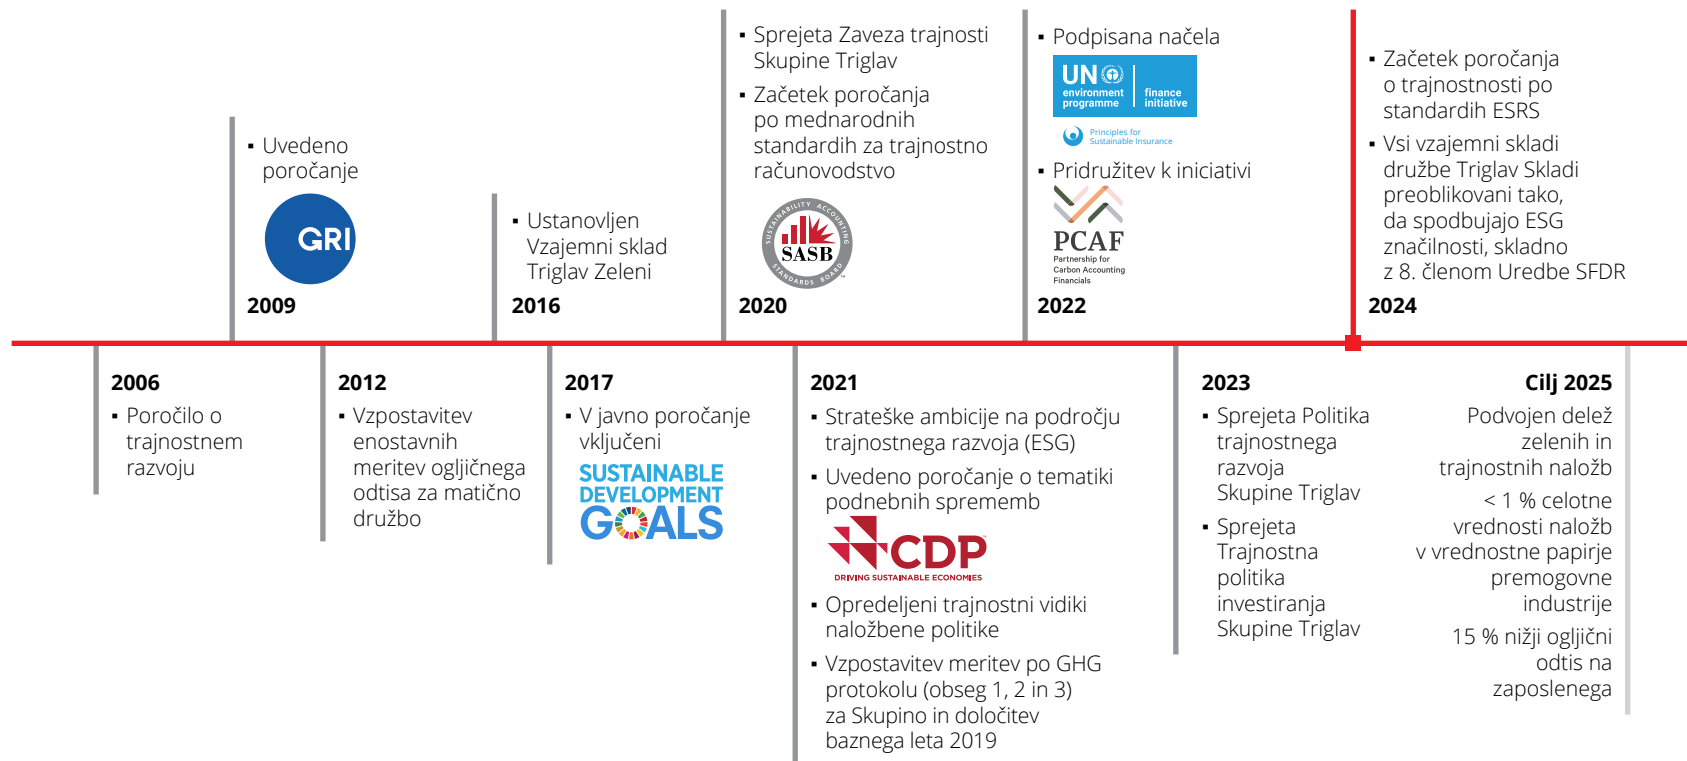 ▪ Uvedeno
poročanje
GRI
2009
▪ Ustanovljen
Vzajemni sklad
Triglav Zeleni
2016
▪ Sprejeta Zaveza trajnosti
Skupine Triglav
▪ Začetek poročanja
po mednarodnih
standardih za trajnostno
računovodstvo
SUSTAINABILITY ACCOUNTING
SASB
STANDARDS BOARD
2020
▪ Podpisana načela
UN
environment
programme
finance
initiative
Principles for
Sustainable Insurance
▪ Pridružitev k iniciativi
PCAF
Partnership for
Carbon Accounting
Financials
2022
▪ Začetek poročanja
o trajnostnosti po
standardih ESRS
▪ Vsi vzajemni skladi
družbe Triglav Skladi
preoblikovani tako,
da spodbujajo ESG
značilnosti, skladno
z 8. členom Uredbe SFDR
2024
2006
▪ Poročilo o
trajnostnem
razvoju
2012
▪ Vzpostavitev
enostavnih
meritev ogljičnega
odtisa za matično
družbo
2017
▪ V javno poročanje
vključeni
SUSTAINABLE
DEVELOPMENT
GOALS
2021
▪ Strateške ambicije na področju
trajnostnega razvoja (ESG)
▪ Uvedeno poročanje o tematiki
podnebnih sprememb
CDP
DRIVING SUSTAINABLE ECONOMIES
▪ Opredeljeni trajnostni vidiki
naložbene politike
▪ Vzpostavitev meritev po GHG
protokolu (obseg 1, 2 in 3)
za Skupino in določitev
baznega leta 2019
2023
▪ Sprejeta Politika
trajnostnega
razvoja
Skupine Triglav
▪ Sprejeta
Trajnostna
politika
investiranja
Skupine Triglav
Cilj 2025
Podvojen delež
zelenih in
trajnostnih naložb
< 1 % celotne
vrednosti naložb
v vrednostne papirje
premogovne
industrije
15 % nižji ogljični
odtis na
zaposlenega